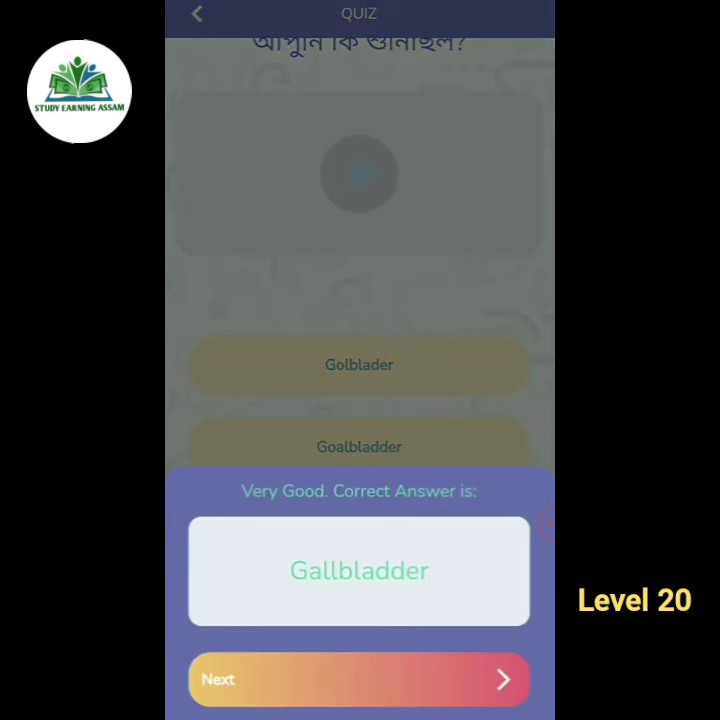 QUIZ
আপুনি কি শুনিছিল?
STUDY EARNING ASSAM
Golblader
Goalbladder
Very Good. Correct Answer is:
Gallbladder
Level 20
Next